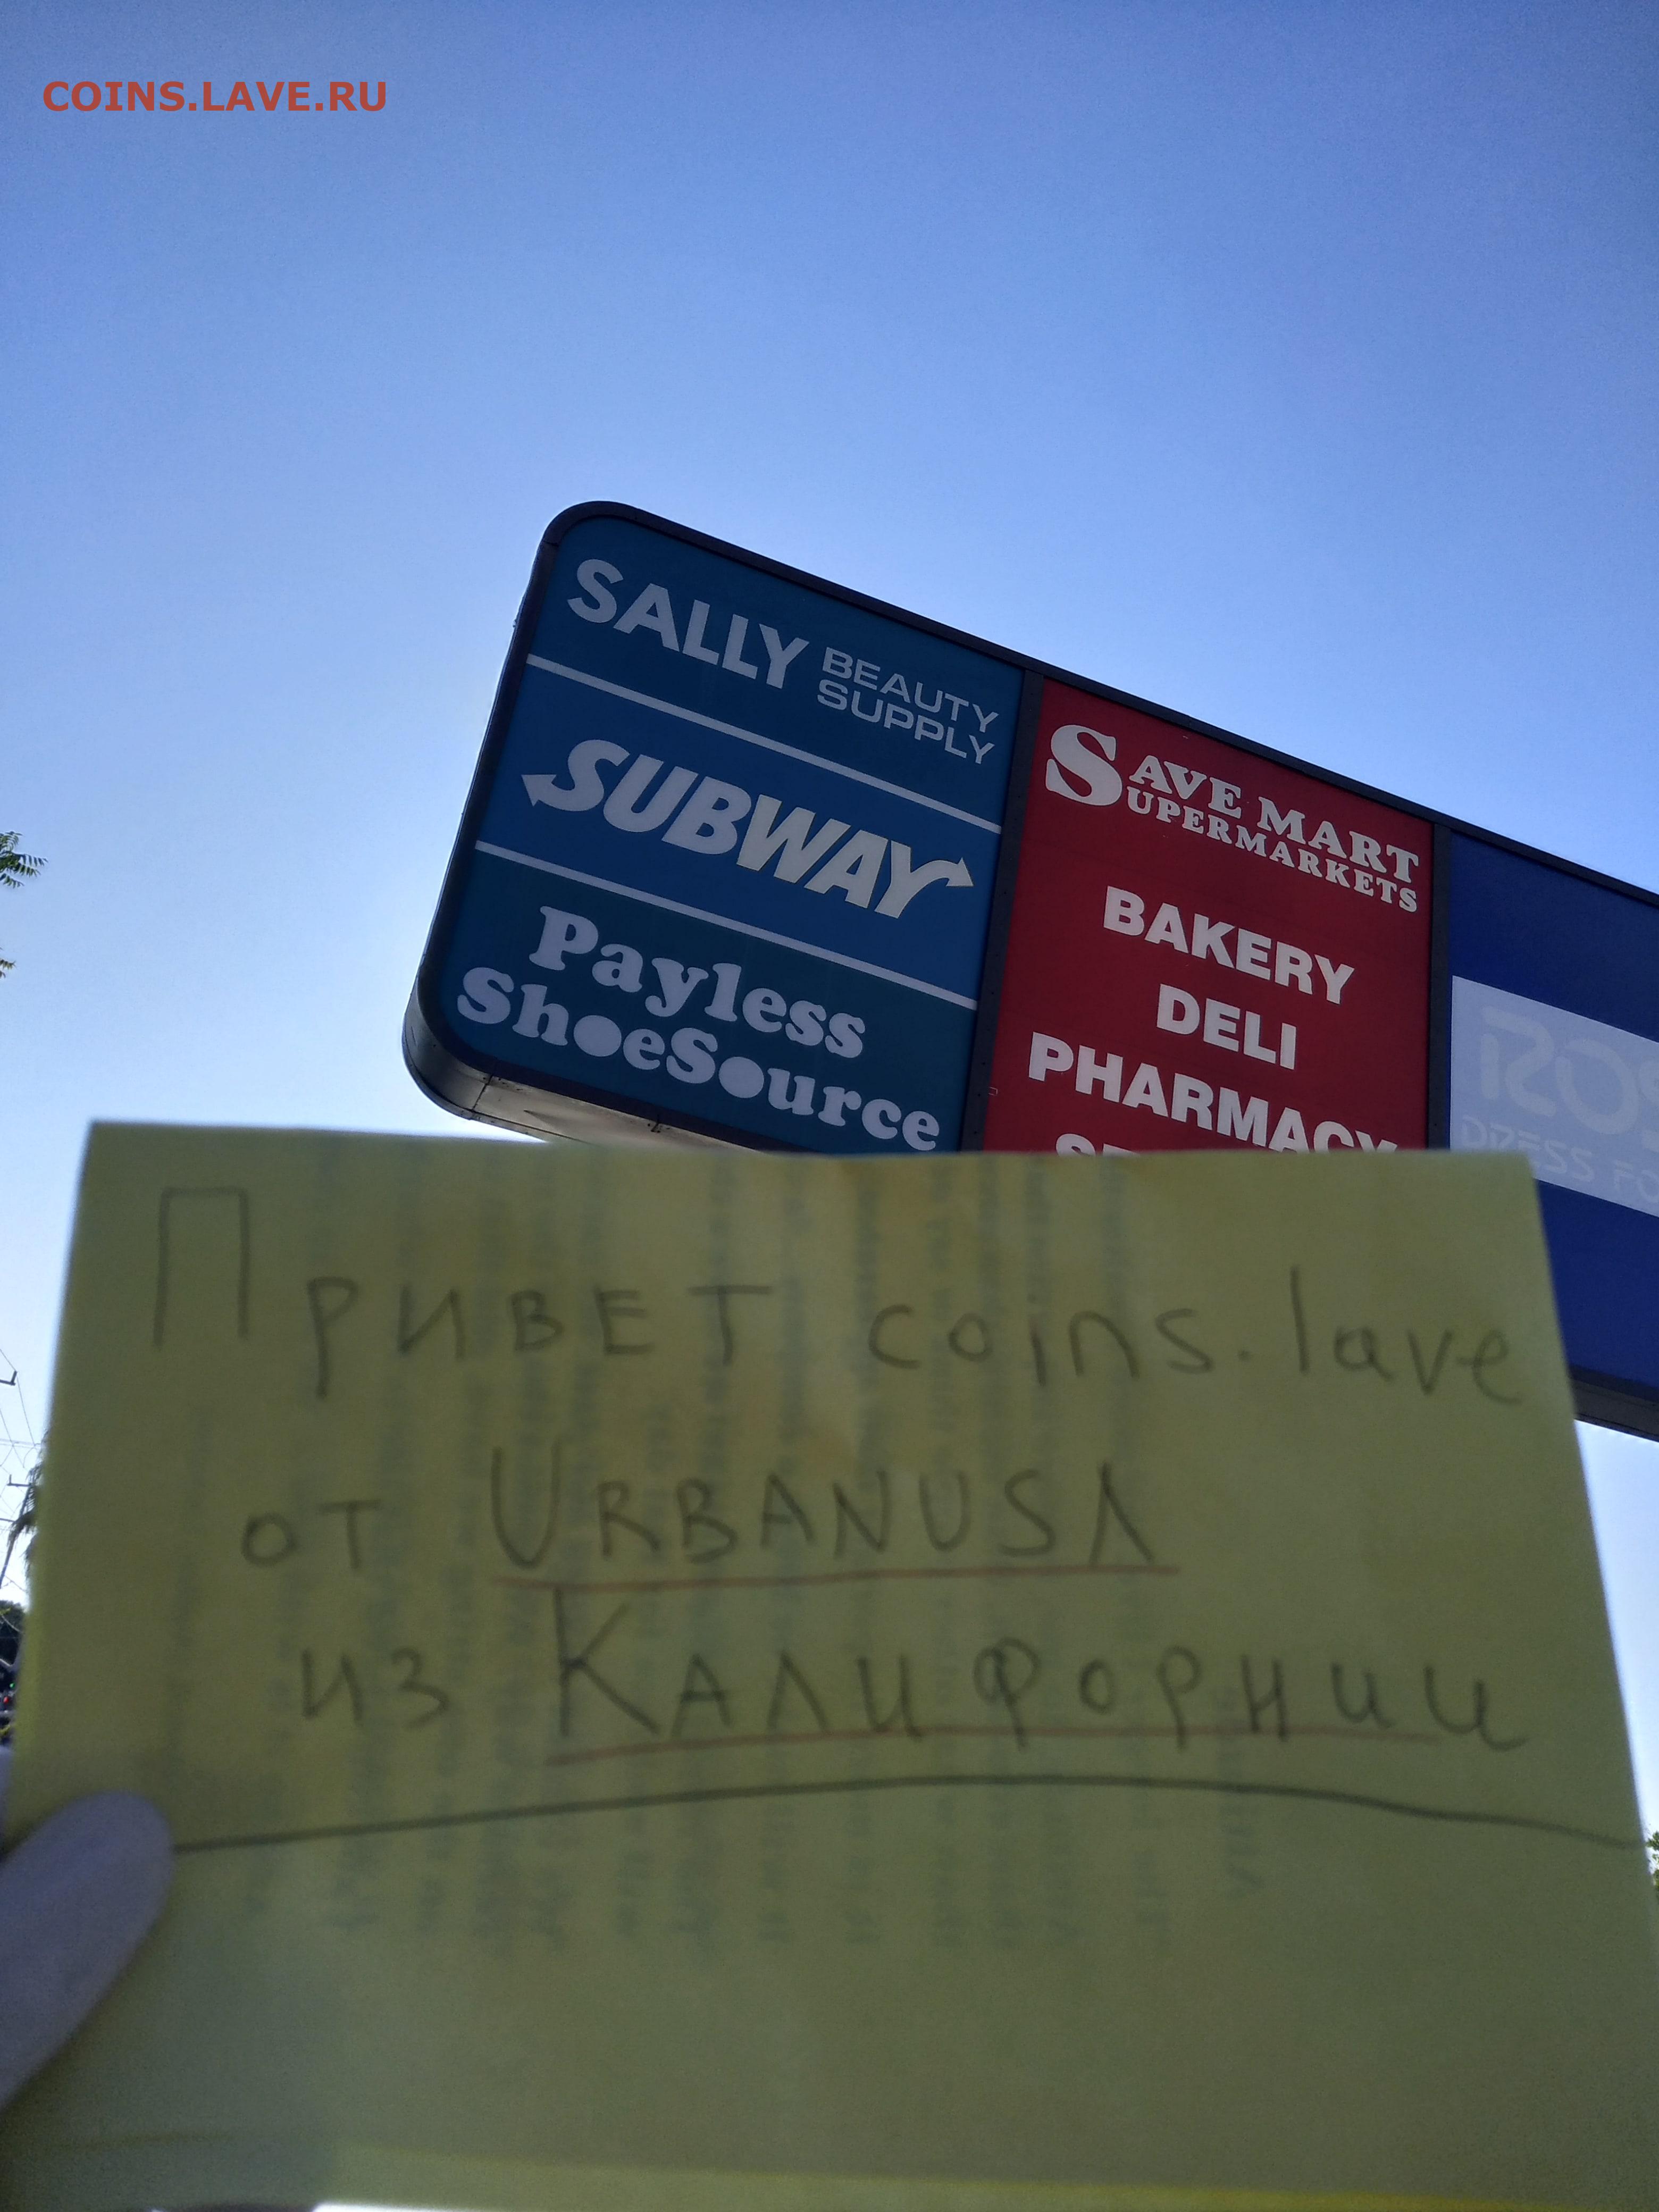 COINS.LAVE.RU
SALLY BEAUTY
SUPPLY
SUBWAY
Payless
ShoeSource
SAVE MART
SUPERMARKETS
BAKERY
DELI
PHARMACY
DRESS
ПРИВЕТ coins.lave
от URBANUSA
из КАЛИФОРНИИ